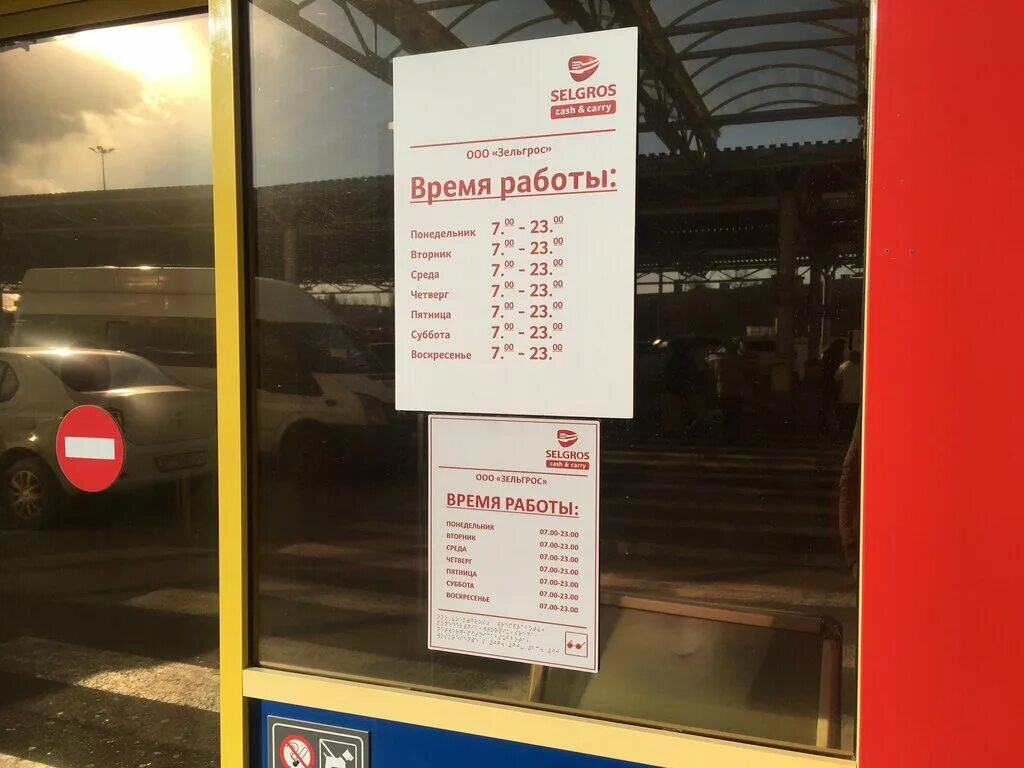 SELGROS
cash & carry
ООО «Зельгрос»
Время работы:
Понедельник 7.00 - 23.00
Вторник 7.00 - 23.00
Среда 7.00 - 23.00
Четверг 7.00 - 23.00
Пятница 7.00 - 23.00
Суббота 7.00 - 23.00
Воскресенье 7.00 - 23.00
SELGROS
cash & carry
ООО «ЗЕЛЬГРОС»
ВРЕМЯ РАБОТЫ:
ПОНЕДЕЛЬНИК 07.00-23.00
ВТОРНИК 07.00-23.00
СРЕДА 07.00-23.00
ЧЕТВЕРГ 07.00-23.00
ПЯТНИЦА 07.00-23.00
СУББОТА 07.00-23.00
ВОСКРЕСЕНЬЕ 07.00-23.00